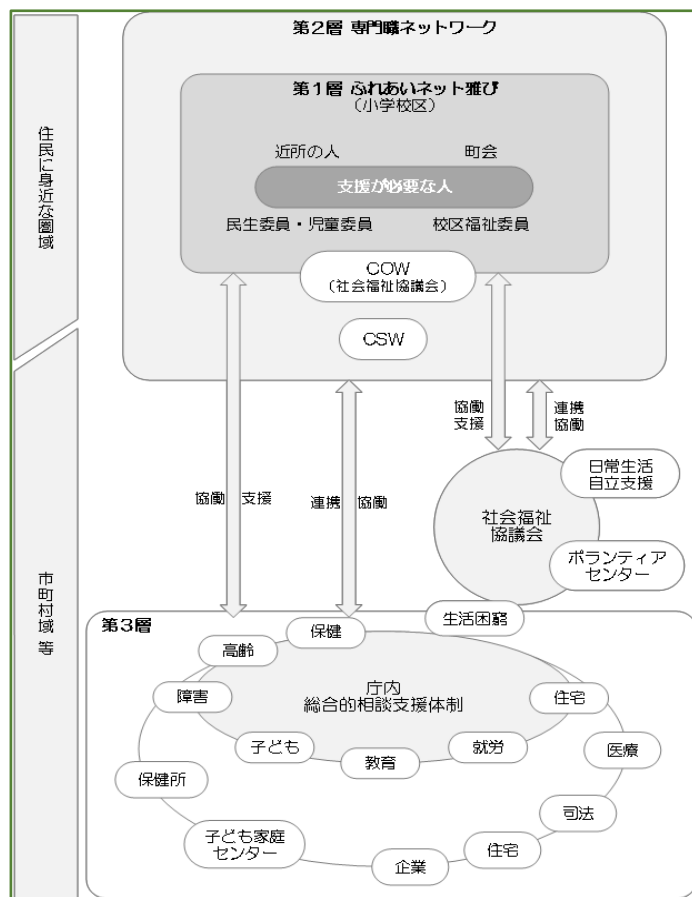 第2層 専門職ネットワーク
第1層 ふれあいネット雅び
（小学校区）
近所の人
町会
支援が必要な人
民生委員・児童委員
校区福祉委員
COW
（社会福祉協議会）
CSW
住民に身近な圏域
市町村域 等
協働
支援
連携
協働
協働 支援
連携 協働
社会福祉
協議会
日常生活
自立支援
ボランティア
センター
生活困窮
第3層
保健
高齢
障害
庁内
総合的相談支援体制
住宅
子ども
教育
就労
医療
保健所
司法
子ども家庭
センター
住宅
企業